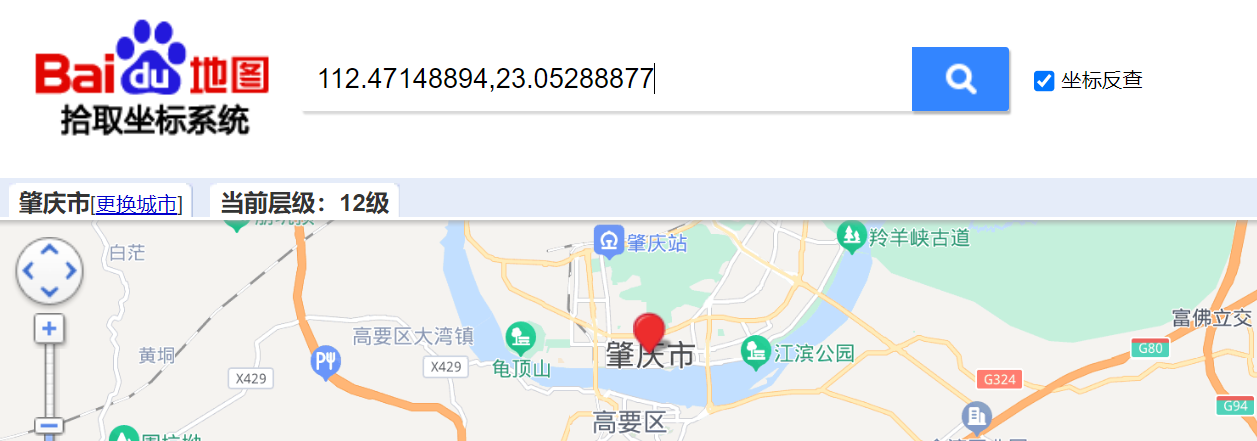 Baidu地图
拾取坐标系统
112.47148894,23.05288877
坐标反查
肇庆市[更换城市]
当前层级：12级
白茫
肇庆站
羚羊峡古道
富佛立交
高要区大湾镇
肇庆市
黄垌
龟顶山
江滨公园
G80
X429
X429
G324
G94
高要区